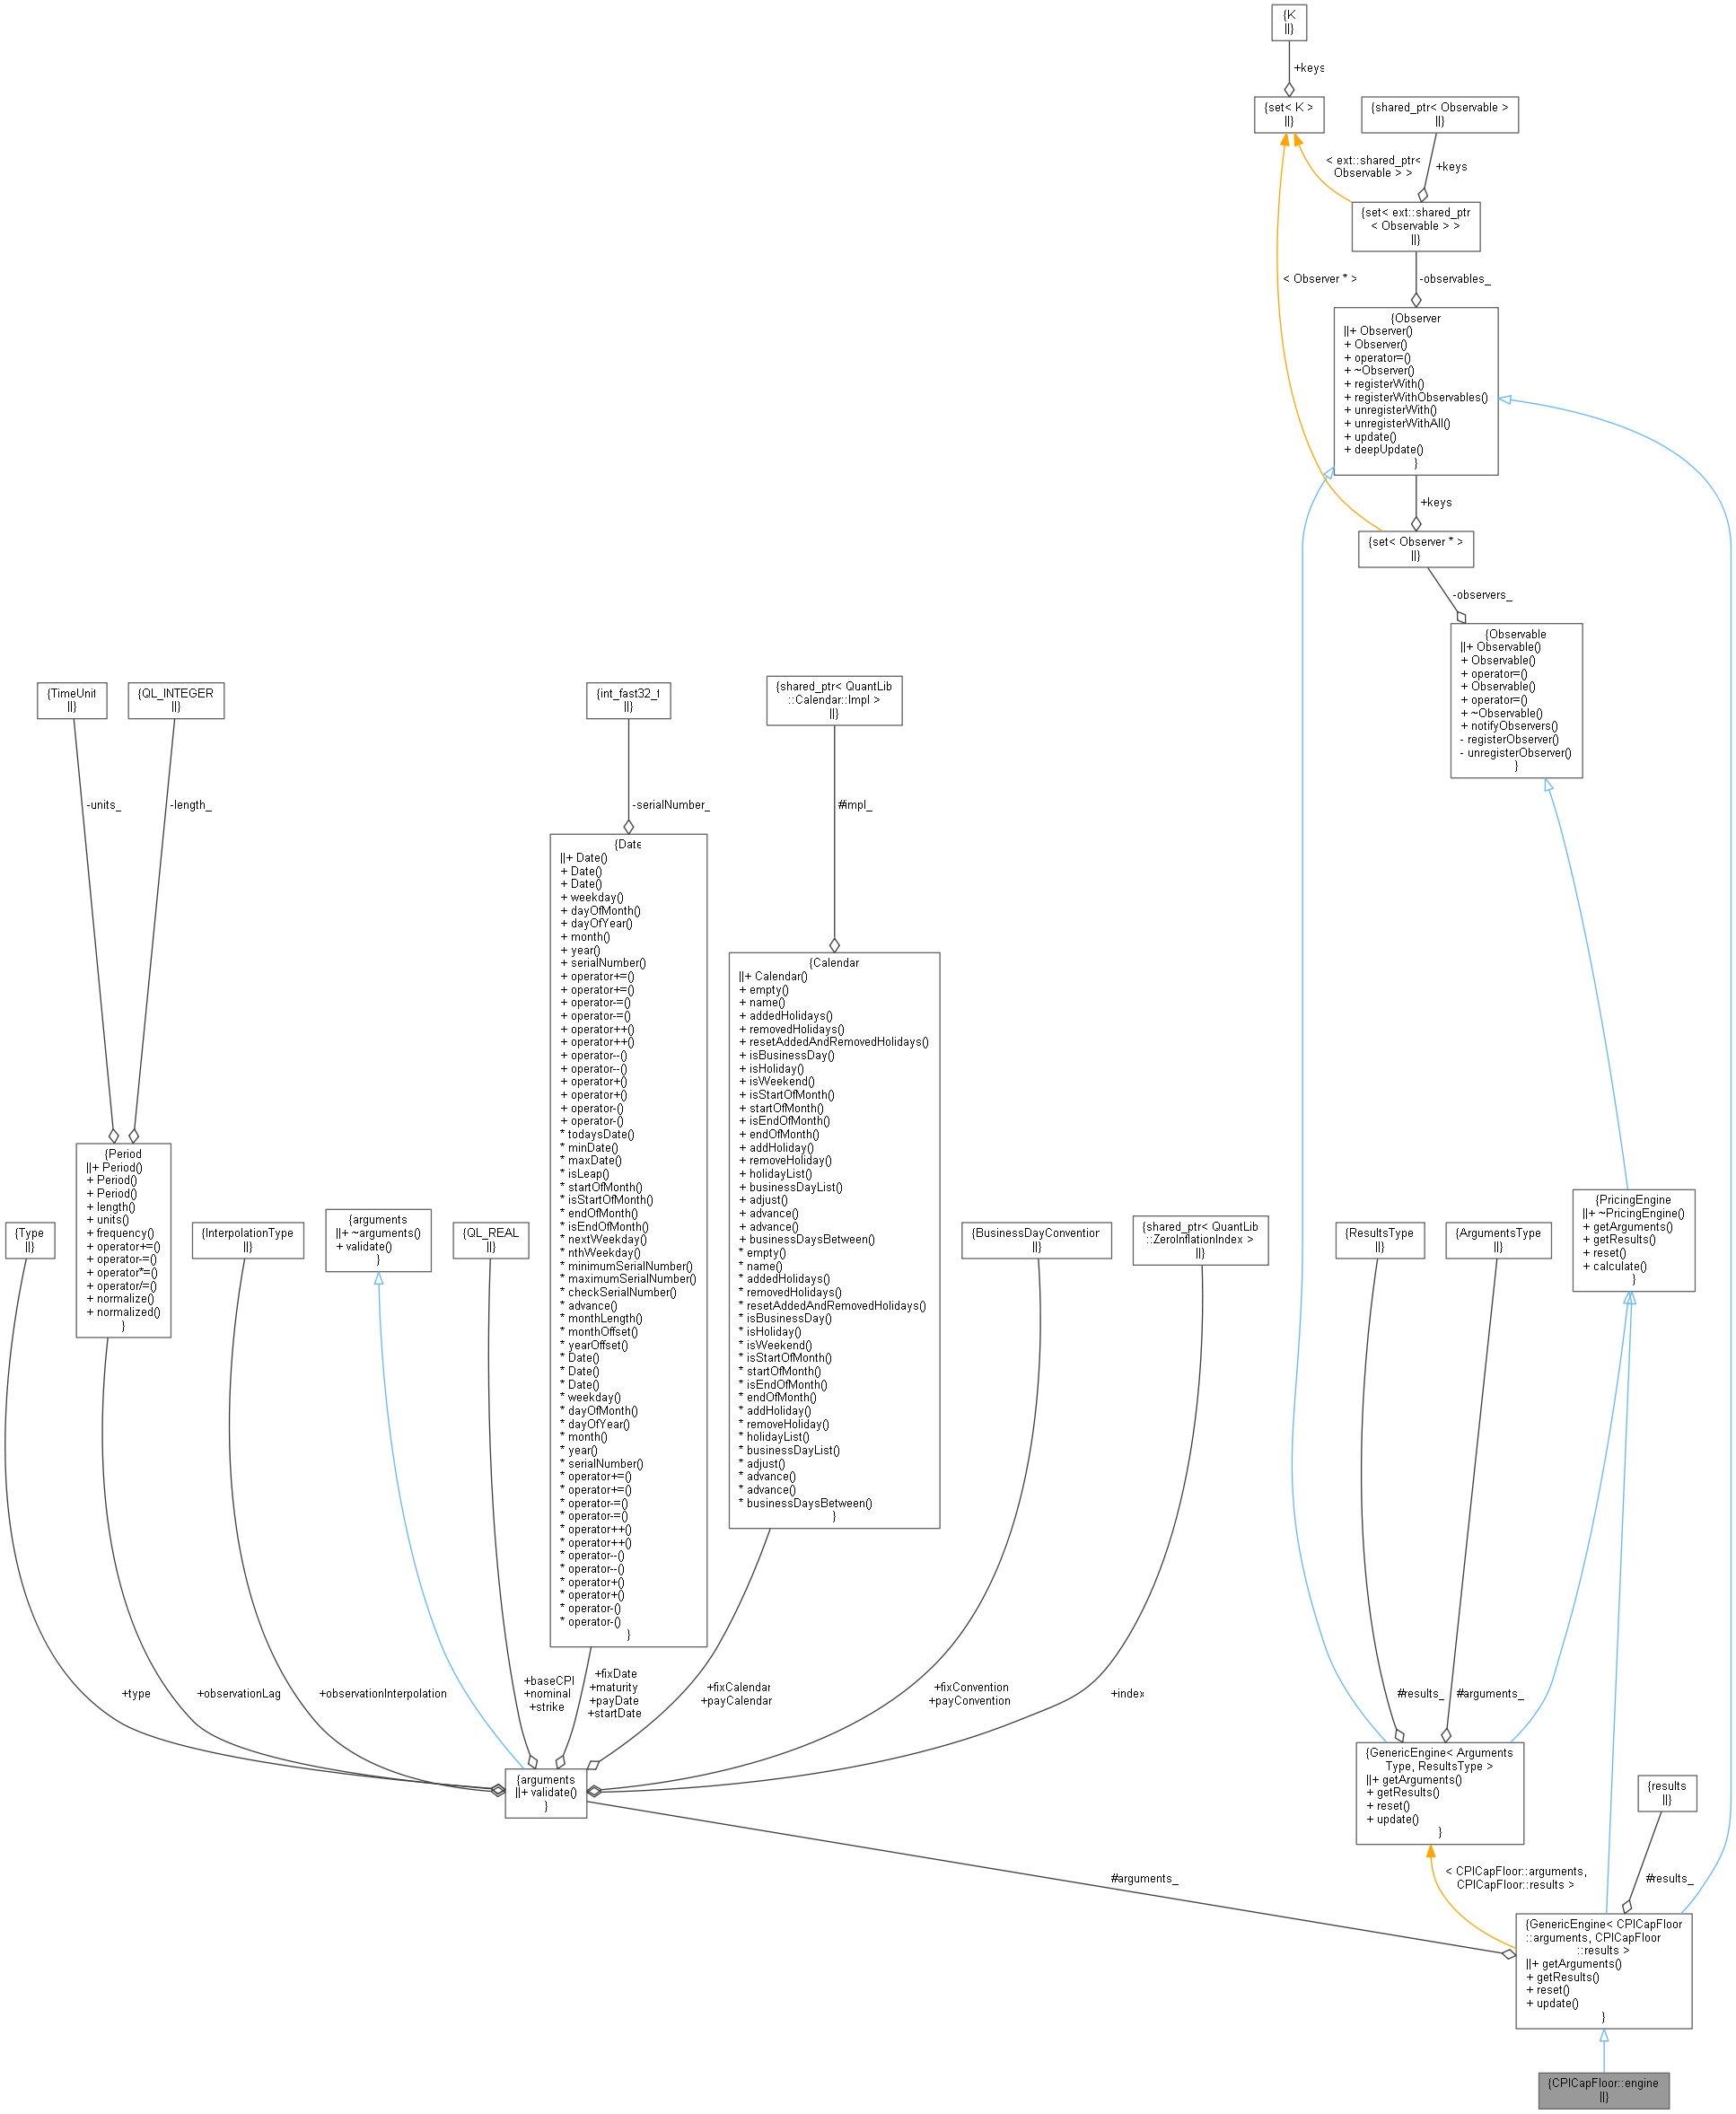 {K
||}
+keys
{set< K >
||}
{shared_ptr< Observable >
||}
< ext::shared_ptr<
Observable > >
+keys
{set< ext::shared_ptr
< Observable > >
||}
< Observer * >
-observables_
{Observer
||+ Observer()
+ Observer()
+ operator=()
+ ~Observer()
+ registerWith()
+ registerWithObservables()
+ unregisterWith()
+ unregisterWithAll()
+ update()
+ deepUpdate()
}
+keys
{set< Observer * >
||}
-observers_
{Observable
||+ Observable()
+ Observable()
+ operator=()
+ Observable()
+ operator=()
+ ~Observable()
+ notifyObservers()
- registerObserver()
- unregisterObserver()
}
{TimeUnit
||}
{QL_INTEGER
||}
{int_fast32_t
||}
{shared_ptr< QuantLib
::Calendar::Impl >
||}
-units_
-length_
-serialNumber_
#impl_
{Date
||+ Date()
+ Date()
+ Date()
+ weekday()
+ dayOfMonth()
+ dayOfYear()
+ month()
+ year()
+ serialNumber()
+ operator+=()
+ operator+=()
+ operator-=()
+ operator-=()
+ operator++()
+ operator++()
+ operator--()
+ operator--()
+ operator+()
+ operator+()
+ operator-()
+ operator-()
* todaysDate()
* minDate()
* maxDate()
* isLeap()
* startOfMonth()
* isStartOfMonth()
* endOfMonth()
* isEndOfMonth()
* nextWeekday()
* nthWeekday()
* minimumSerialNumber()
* maximumSerialNumber()
* checkSerialNumber()
* advance()
* monthLength()
* monthOffset()
* yearOffset()
* Date()
* Date()
* Date()
* weekday()
* dayOfMonth()
* dayOfYear()
* month()
* year()
* serialNumber()
* operator+=()
* operator+=()
* operator-=()
* operator-=()
* operator++()
* operator++()
* operator--()
* operator--()
* operator+()
* operator+()
* operator-()
* operator-()
}
{Calendar
||+ Calendar()
+ empty()
+ name()
+ addedHolidays()
+ removedHolidays()
+ resetAddedAndRemovedHolidays()
+ isBusinessDay()
+ isHoliday()
+ isWeekend()
+ isStartOfMonth()
+ startOfMonth()
+ isEndOfMonth()
+ endOfMonth()
+ addHoliday()
+ removeHoliday()
+ holidayList()
+ businessDayList()
+ adjust()
+ advance()
+ advance()
+ businessDaysBetween()
* empty()
* name()
* addedHolidays()
* removedHolidays()
* resetAddedAndRemovedHolidays()
* isBusinessDay()
* isHoliday()
* isWeekend()
* isStartOfMonth()
* startOfMonth()
* isEndOfMonth()
* endOfMonth()
* addHoliday()
* removeHoliday()
* holidayList()
* businessDayList()
* adjust()
* advance()
* advance()
* businessDaysBetween()
}
{Period
||+ Period()
+ Period()
+ Period()
+ length()
+ units()
+ frequency()
+ operator+=()
+ operator-=()
+ operator*=()
+ operator/=()
+ normalize()
+ normalized()
}
{Type
||}
{InterpolationType
||}
{arguments
||+ ~arguments()
+ validate()
}
{QL_REAL
||}
{BusinessDayConvention
||}
{shared_ptr< QuantLib
::ZeroInflationIndex >
||}
{ResultsType
||}
{ArgumentsType
||}
{PricingEngine
||+ ~PricingEngine()
+ getArguments()
+ getResults()
+ reset()
+ calculate()
}
+type
+observationLag
+observationInterpolation
+baseCPI
+nominal
+strike
+fixDate
+maturity
+payDate
+startDate
+fixCalendar
+payCalendar
+fixConvention
+payConvention
+index
#results_
#arguments_
{arguments
||+ validate()
}
{GenericEngine< Arguments
Type, ResultsType >
||+ getArguments()
+ getResults()
+ reset()
+ update()
}
{results
||}
#arguments_
< CPICapFloor::arguments,
CPICapFloor::results >
#results_
{GenericEngine< CPICapFloor
::arguments, CPICapFloor
::results >
||+ getArguments()
+ getResults()
+ reset()
+ update()
}
{CPICapFloor::engine
||}